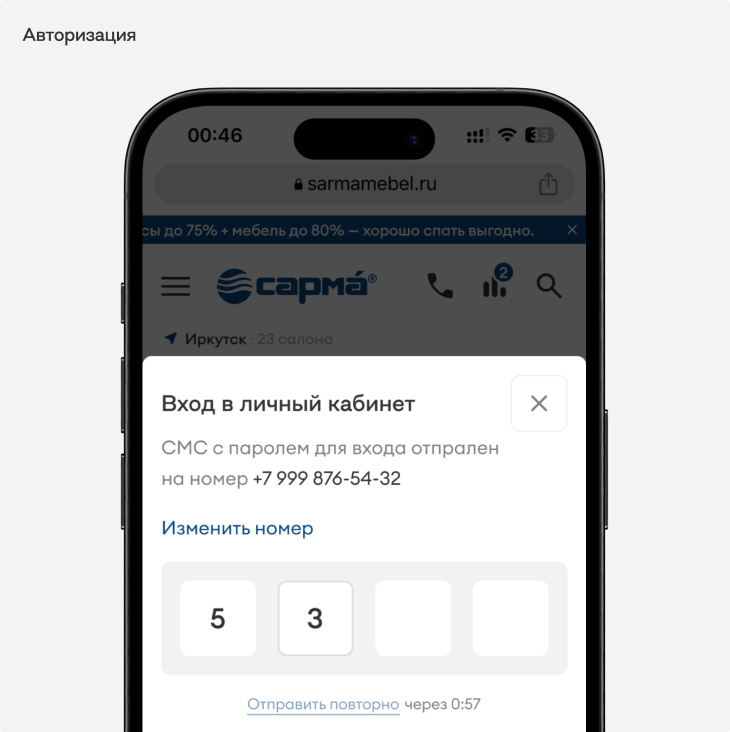 Авторизация
00:46
33
sarmamebel.ru
сы до 75% + мебель до 80% — хорошо спать выгодно.
сарма́®
2
Иркутск · 23 салона
Вход в личный кабинет
СМС с паролем для входа отпрален
на номер +7 999 876-54-32
Изменить номер
5 3
Отправить повторно через 0:57